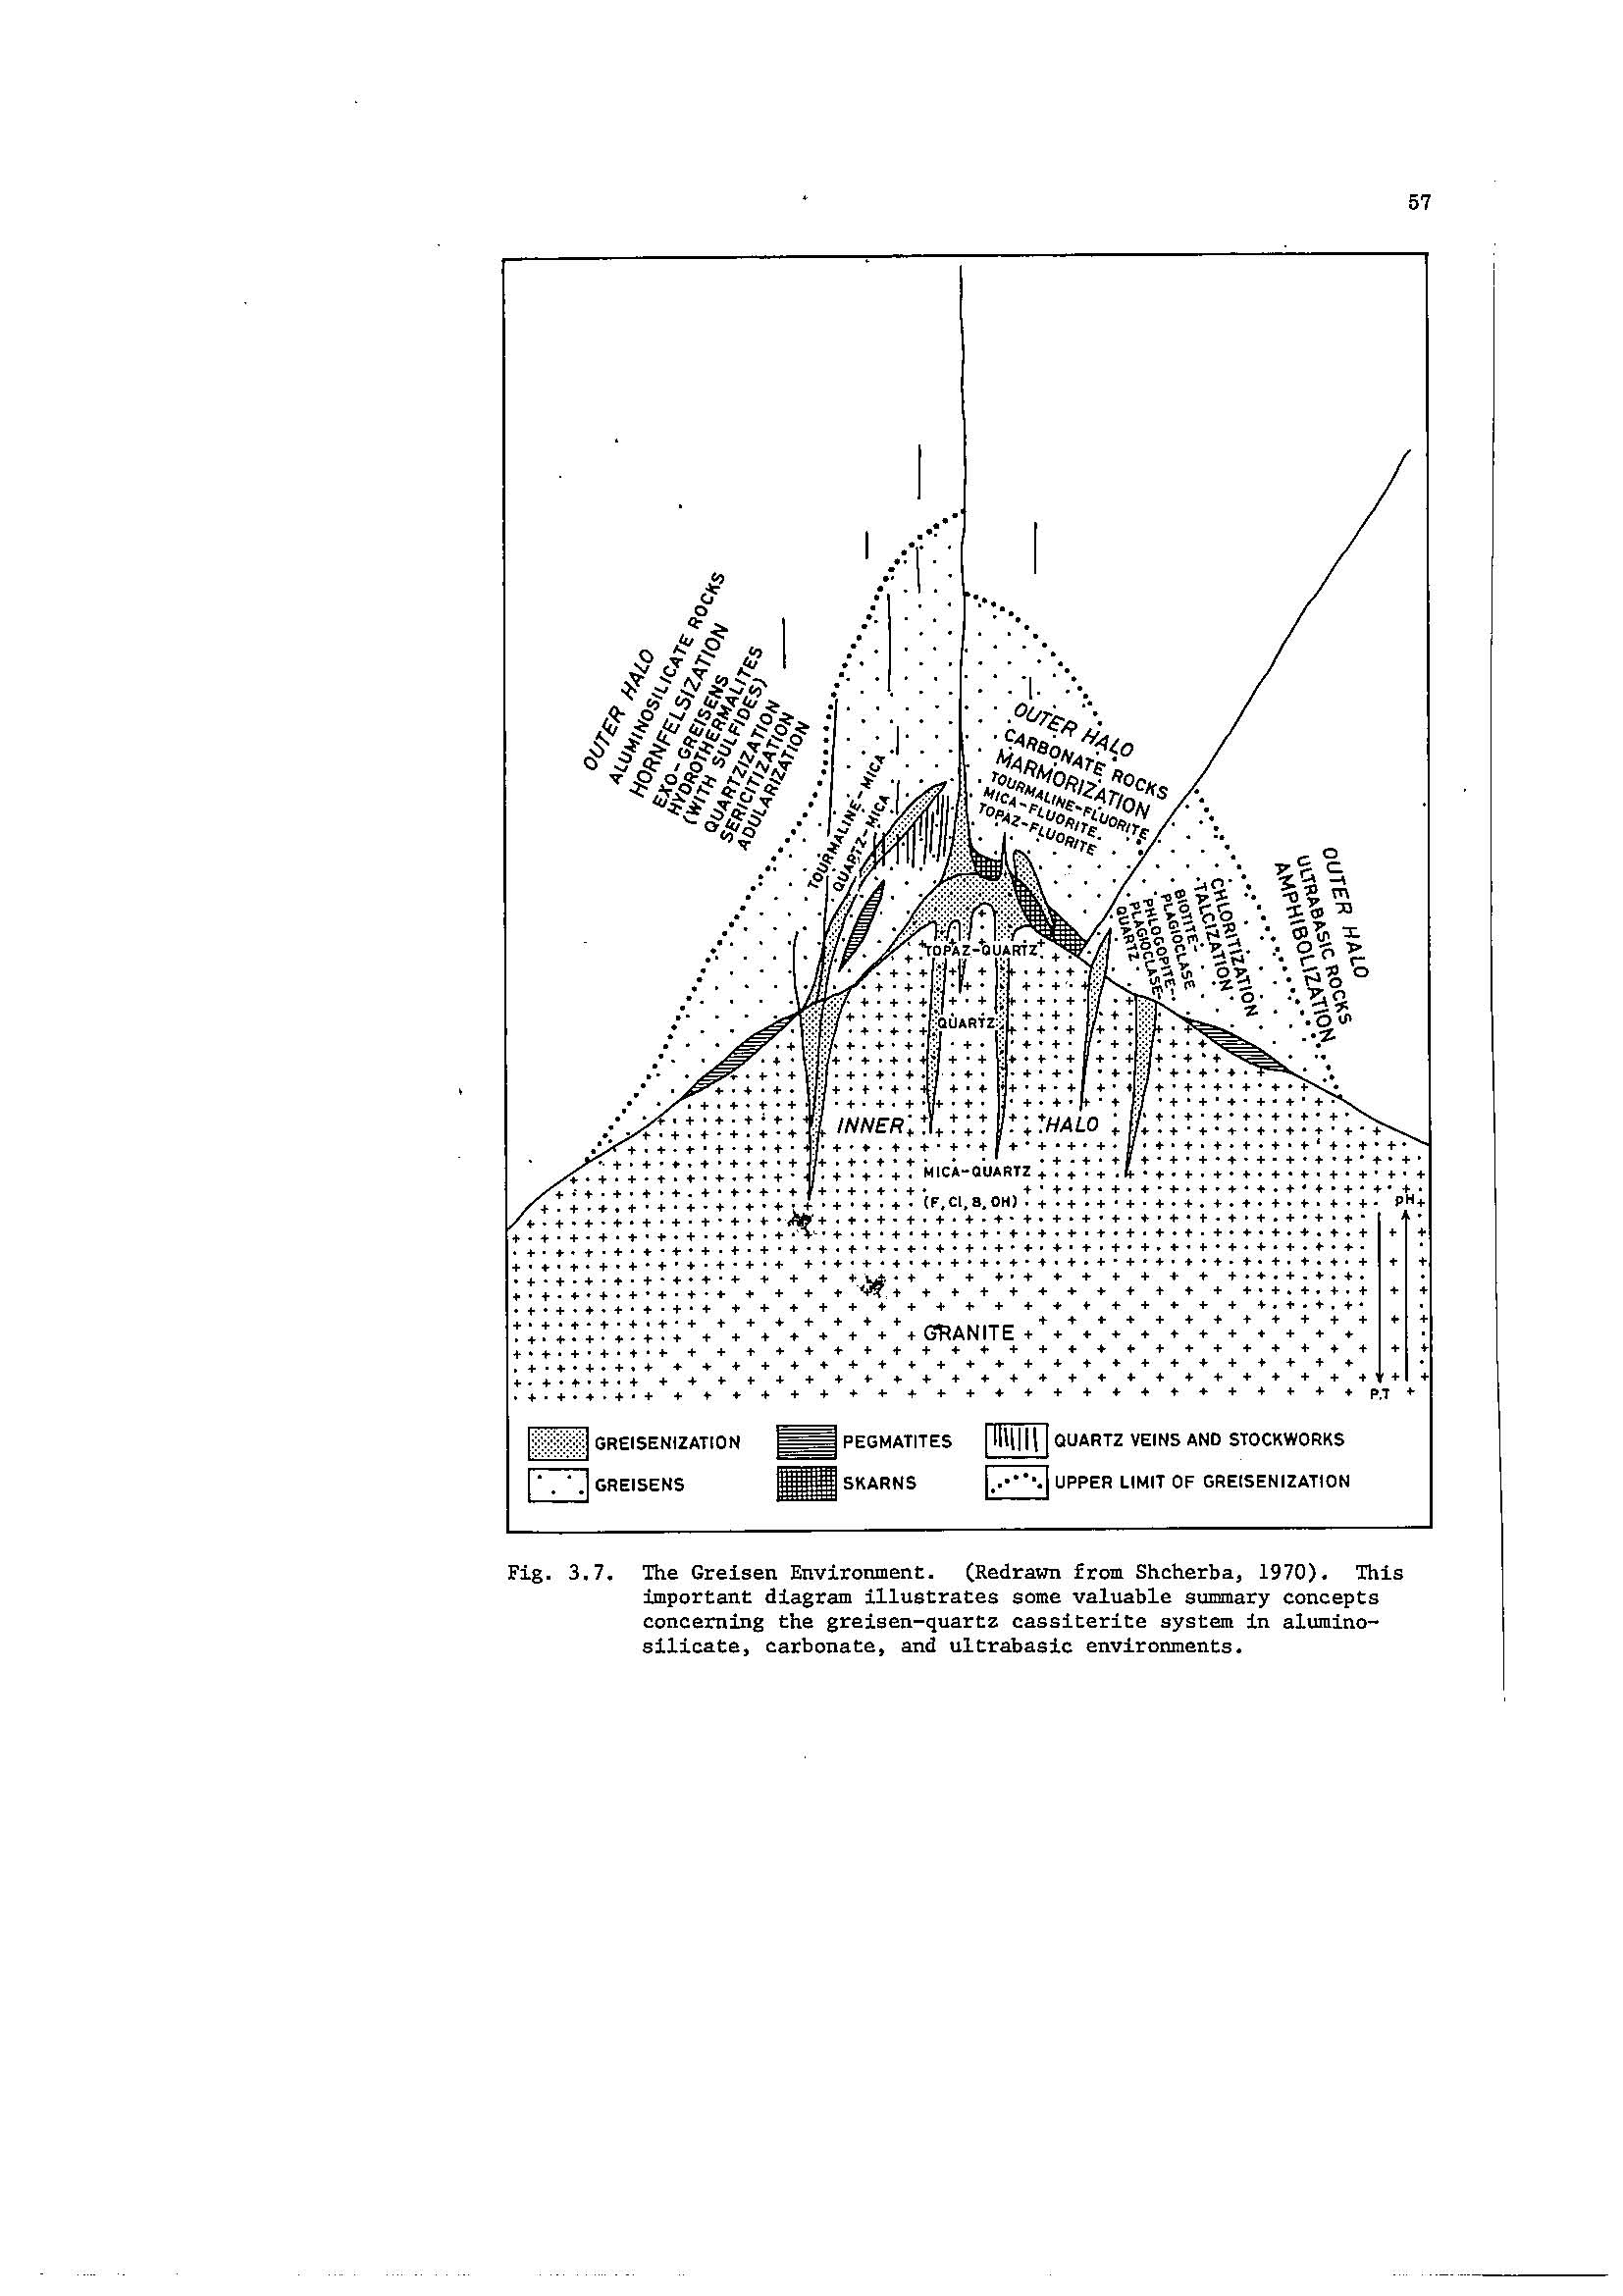 57
OUTER HALO
ALUMINOSILICATE ROCKS
HORNFELSIZATION
EXO-GREISENS
HYDROTHERMALITES
(WITH SULFIDES)
QUARTZIZATION
SERICITIZATION
ADULARIZATION
TOURMALINE-MICA
QUARTZ-MICA
OUTER HALO
CARBONATE ROCKS
MARMORIZATION
TOURMALINE-FLUORITE
MICA-FLUORITE
TOPAZ-FLUORITE
OUTER HALO
ULTRABASIC ROCKS
AMPHIBOLIZATION
CHLORITIZATION
TALCIZATION
BIOTITE-
PLAGIOCLASE
PHLOGOPITE-
PLAGIOCLASE
QUARTZ
TOPAZ-QUARTZ
QUARTZ
INNER HALO
MICA-QUARTZ
(F, Cl, B, OH)
pH
GRANITE
P.T
GREISENIZATION
PEGMATITES
QUARTZ VEINS AND STOCKWORKS
GREISENS
SKARNS
UPPER LIMIT OF GREISENIZATION
Fig. 3.7. The Greisen Environment. (Redrawn from Shcherba, 1970). This
important diagram illustrates some valuable summary concepts
concerning the greisen-quartz cassiterite system in alumino-
silicate, carbonate, and ultrabasic environments.